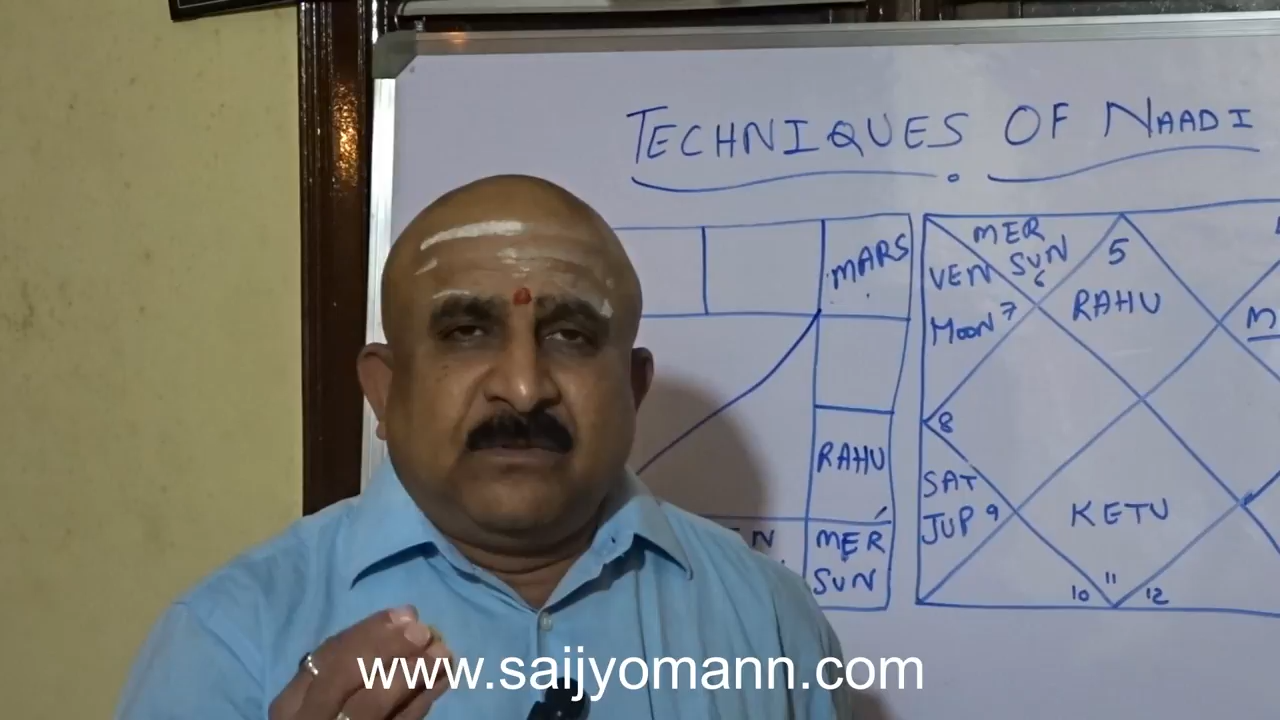 TECHNIQUES OF NAADI
MARS
RAHU
MER
SUN
MER
SUN
6
VEN
MOON 7
5
RAHU
8
SAT
JUP 9
KETU
10 11 12
www.saijyomann.com